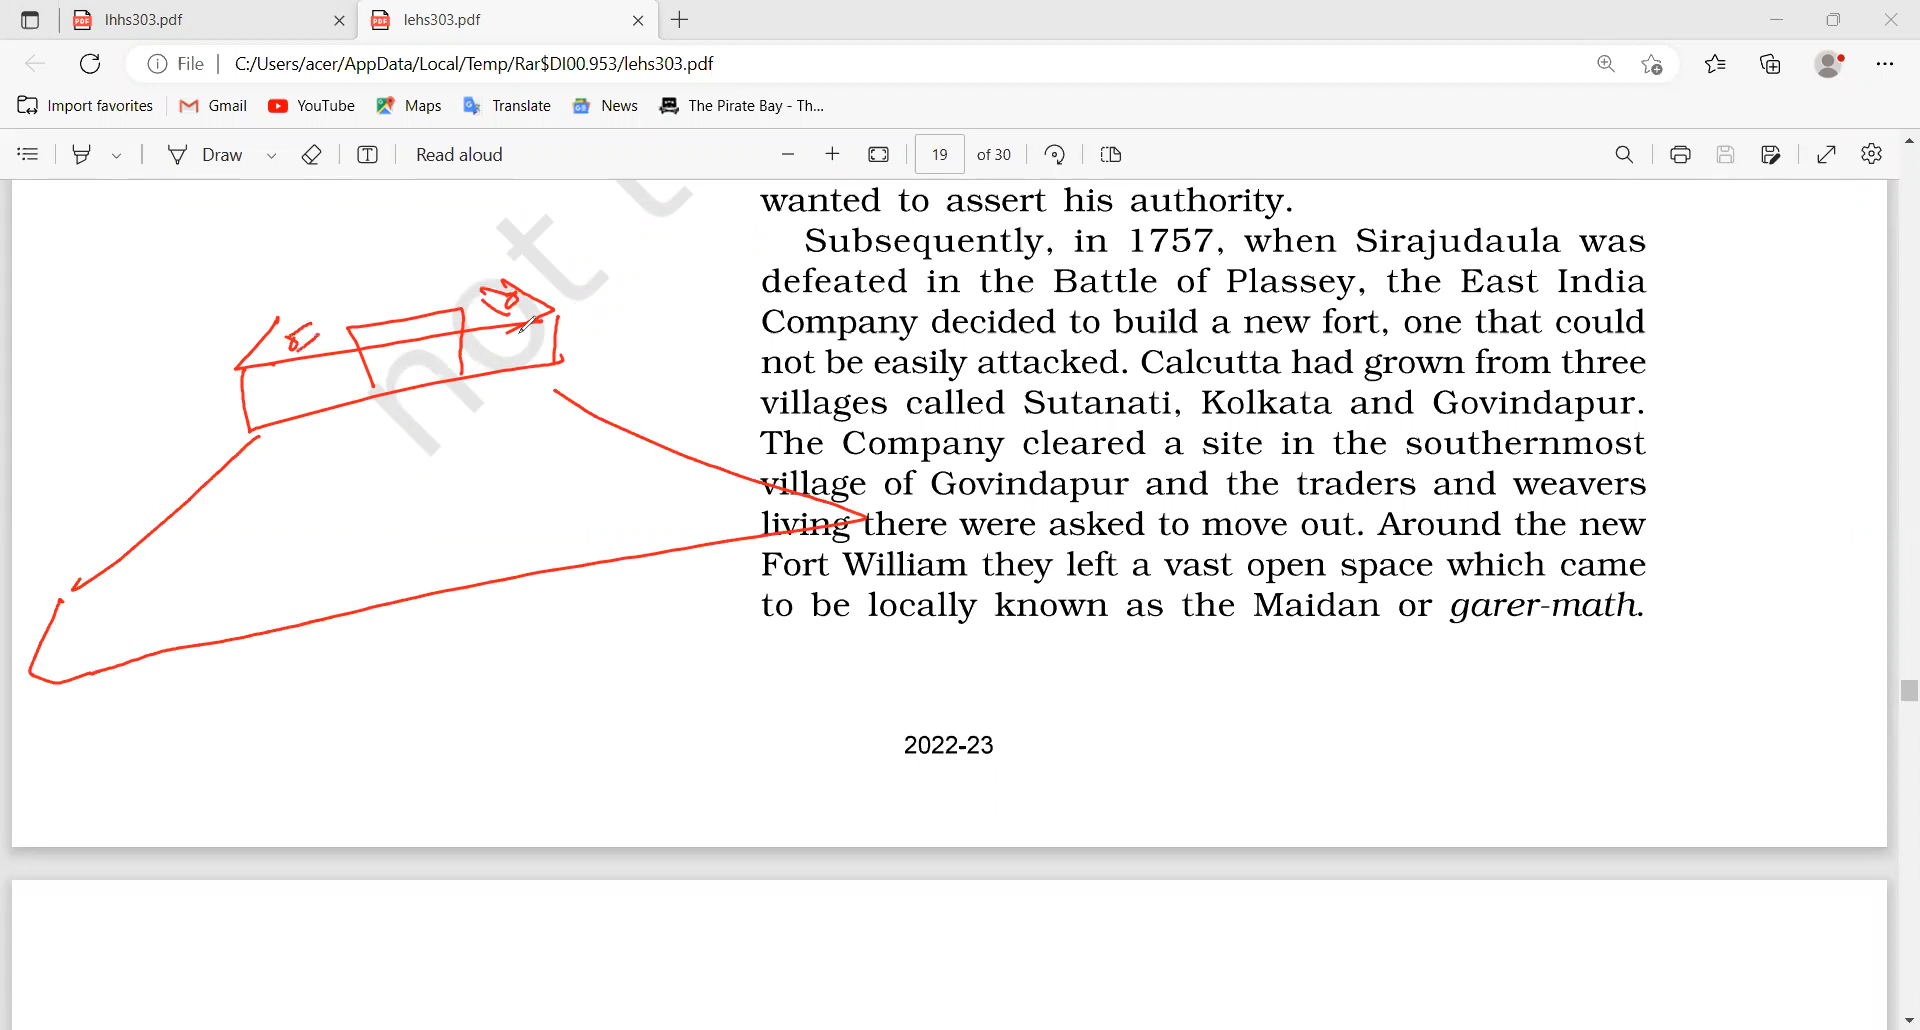 lhhs303.pdf
lehs303.pdf
File
C:/Users/acer/AppData/Local/Temp/Rar$DI00.953/lehs303.pdf
Import favorites
Gmail
YouTube
Maps
Translate
News
The Pirate Bay - Th...
Draw
Read aloud
19
of 30
wanted to assert his authority.
Subsequently, in 1757, when Sirajudaula was
defeated in the Battle of Plassey, the East India
Company decided to build a new fort, one that could
not be easily attacked. Calcutta had grown from three
villages called Sutanati, Kolkata and Govindapur.
The Company cleared a site in the southernmost
village of Govindapur and the traders and weavers
living there were asked to move out. Around the new
Fort William they left a vast open space which came
to be locally known as the Maidan or garer-math.
not
2022-23